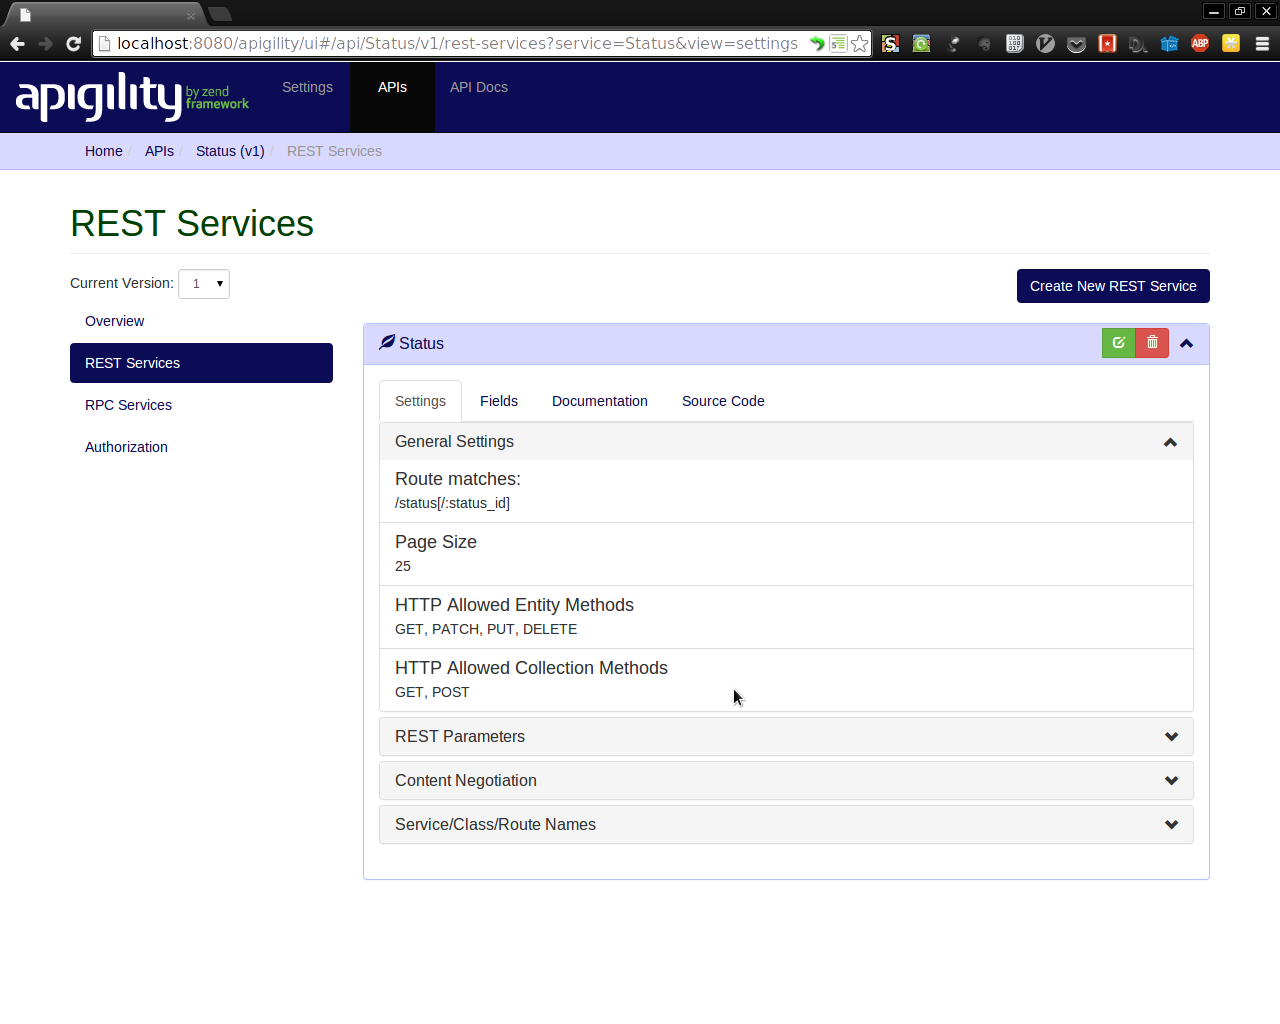 localhost:8080/apigility/ui#/api/Status/v1/rest-services?service=Status&view=settings
apigility by zend framework
Settings
APIs
API Docs
Home / APIs / Status (v1) / REST Services
REST Services
Current Version: 1
Create New REST Service
Overview
REST Services
RPC Services
Authorization
Status
Settings
Fields
Documentation
Source Code
General Settings
Route matches:
/status[/:status_id]
Page Size
25
HTTP Allowed Entity Methods
GET, PATCH, PUT, DELETE
HTTP Allowed Collection Methods
GET, POST
REST Parameters
Content Negotiation
Service/Class/Route Names